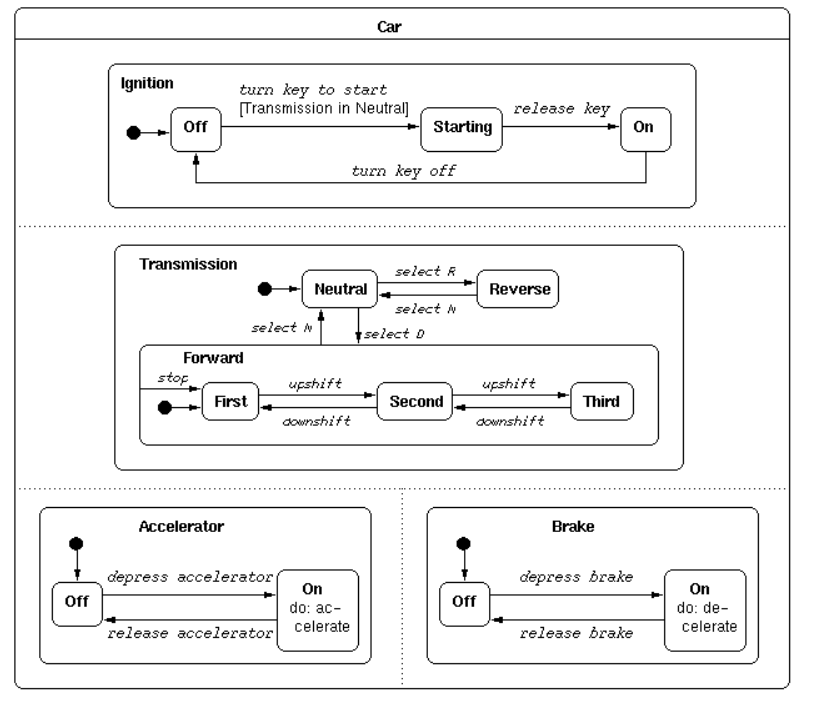 Car
Ignition
turn key to start
[Transmission in Neutral]
Off
Starting
release key
On
turn key off
Transmission
Neutral
select R
Reverse
select N
select N
select D
Forward
stop
First
upshift
Second
upshift
Third
downshift
downshift
Accelerator
Off
depress accelerator
On
do: ac-
celerate
release accelerator
Brake
Off
depress brake
On
do: de-
celerate
release brake